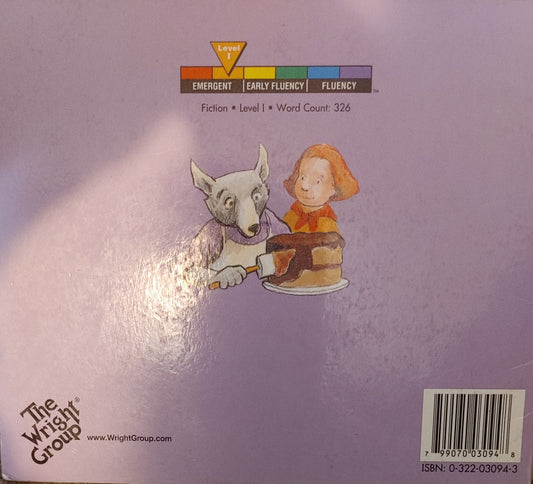 Level
I
EMERGENT EARLY FLUENCY FLUENCY ™
Fiction • Level I • Word Count: 326
The
Wright®
Group
www.WrightGroup.com
7 99070 03094 8
ISBN: 0-322-03094-3